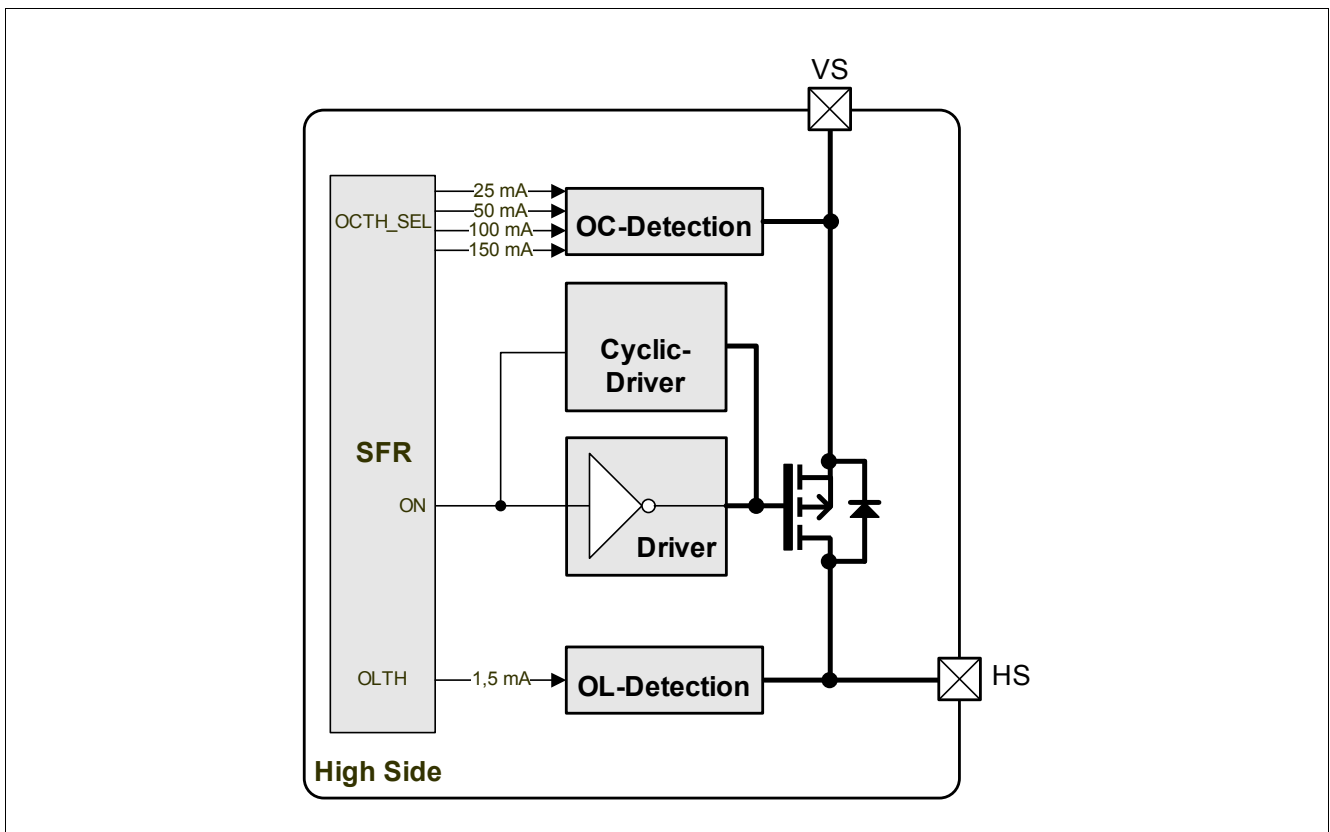 VS
25 mA
50 mA
OCTH_SEL
100 mA
150 mA
OC-Detection
Cyclic-
Driver
SFR
ON
Driver
OLTH
1,5 mA
OL-Detection
HS
High Side